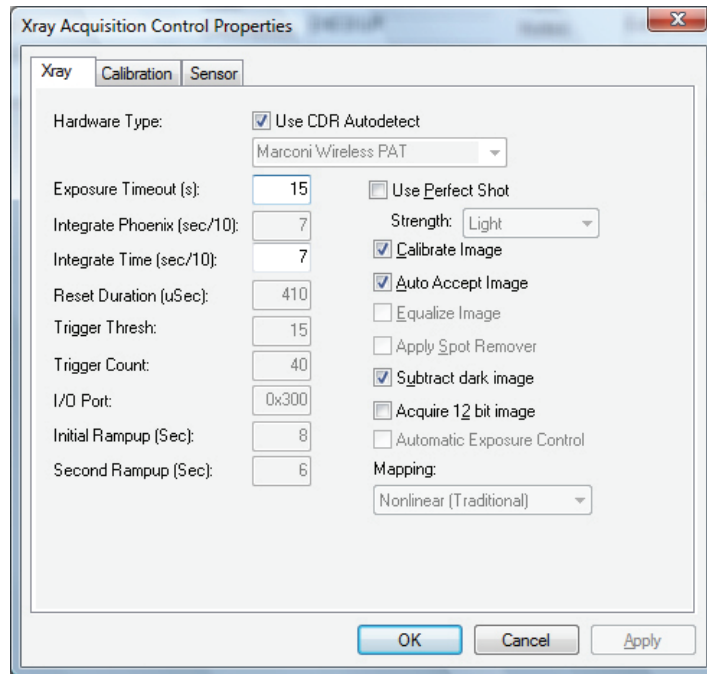 Xray Acquisition Control Properties
Xray Calibration Sensor
Hardware Type: Use CDR Autodetect
Marconi Wireless PAT
Exposure Timeout (s): 15 Use Perfect Shot
Integrate Phoenix (sec/10): 7 Strength: Light
Integrate Time (sec/10): 7 Calibrate Image
Reset Duration (uSec): 410 Auto Accept Image
Trigger Thresh: 15 Equalize Image
Trigger Count: 40 Apply Spot Remover
I/O Port: 0x300 Subtract dark image
Initial Rampup (Sec): 8 Acquire 12 bit image
Second Rampup (Sec): 6 Automatic Exposure Control
Mapping:
Nonlinear (Traditional)
OK Cancel Apply